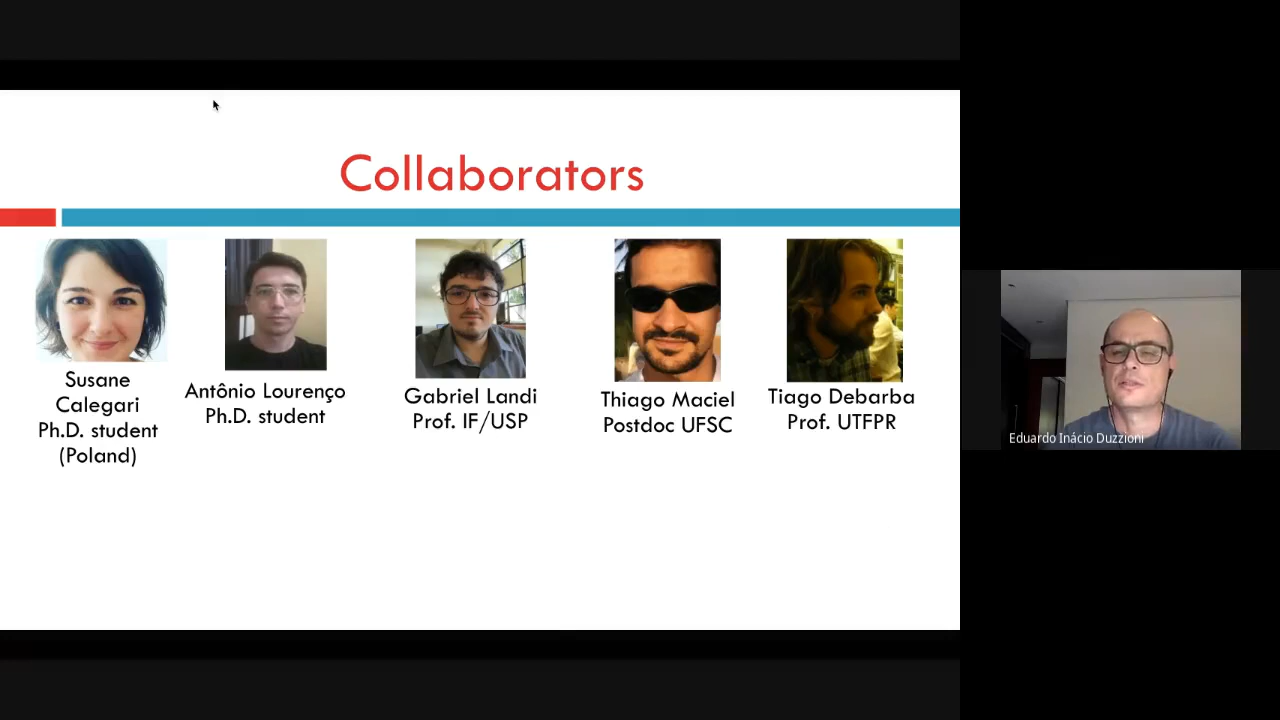 Collaborators
Susane
Calegari
Ph.D. student
(Poland)
Antônio Lourenço
Ph.D. student
Gabriel Landi
Prof. IF/USP
Thiago Maciel
Postdoc UFSC
Tiago Debarba
Prof. UTFPR
Eduardo Inácio Duzzioni